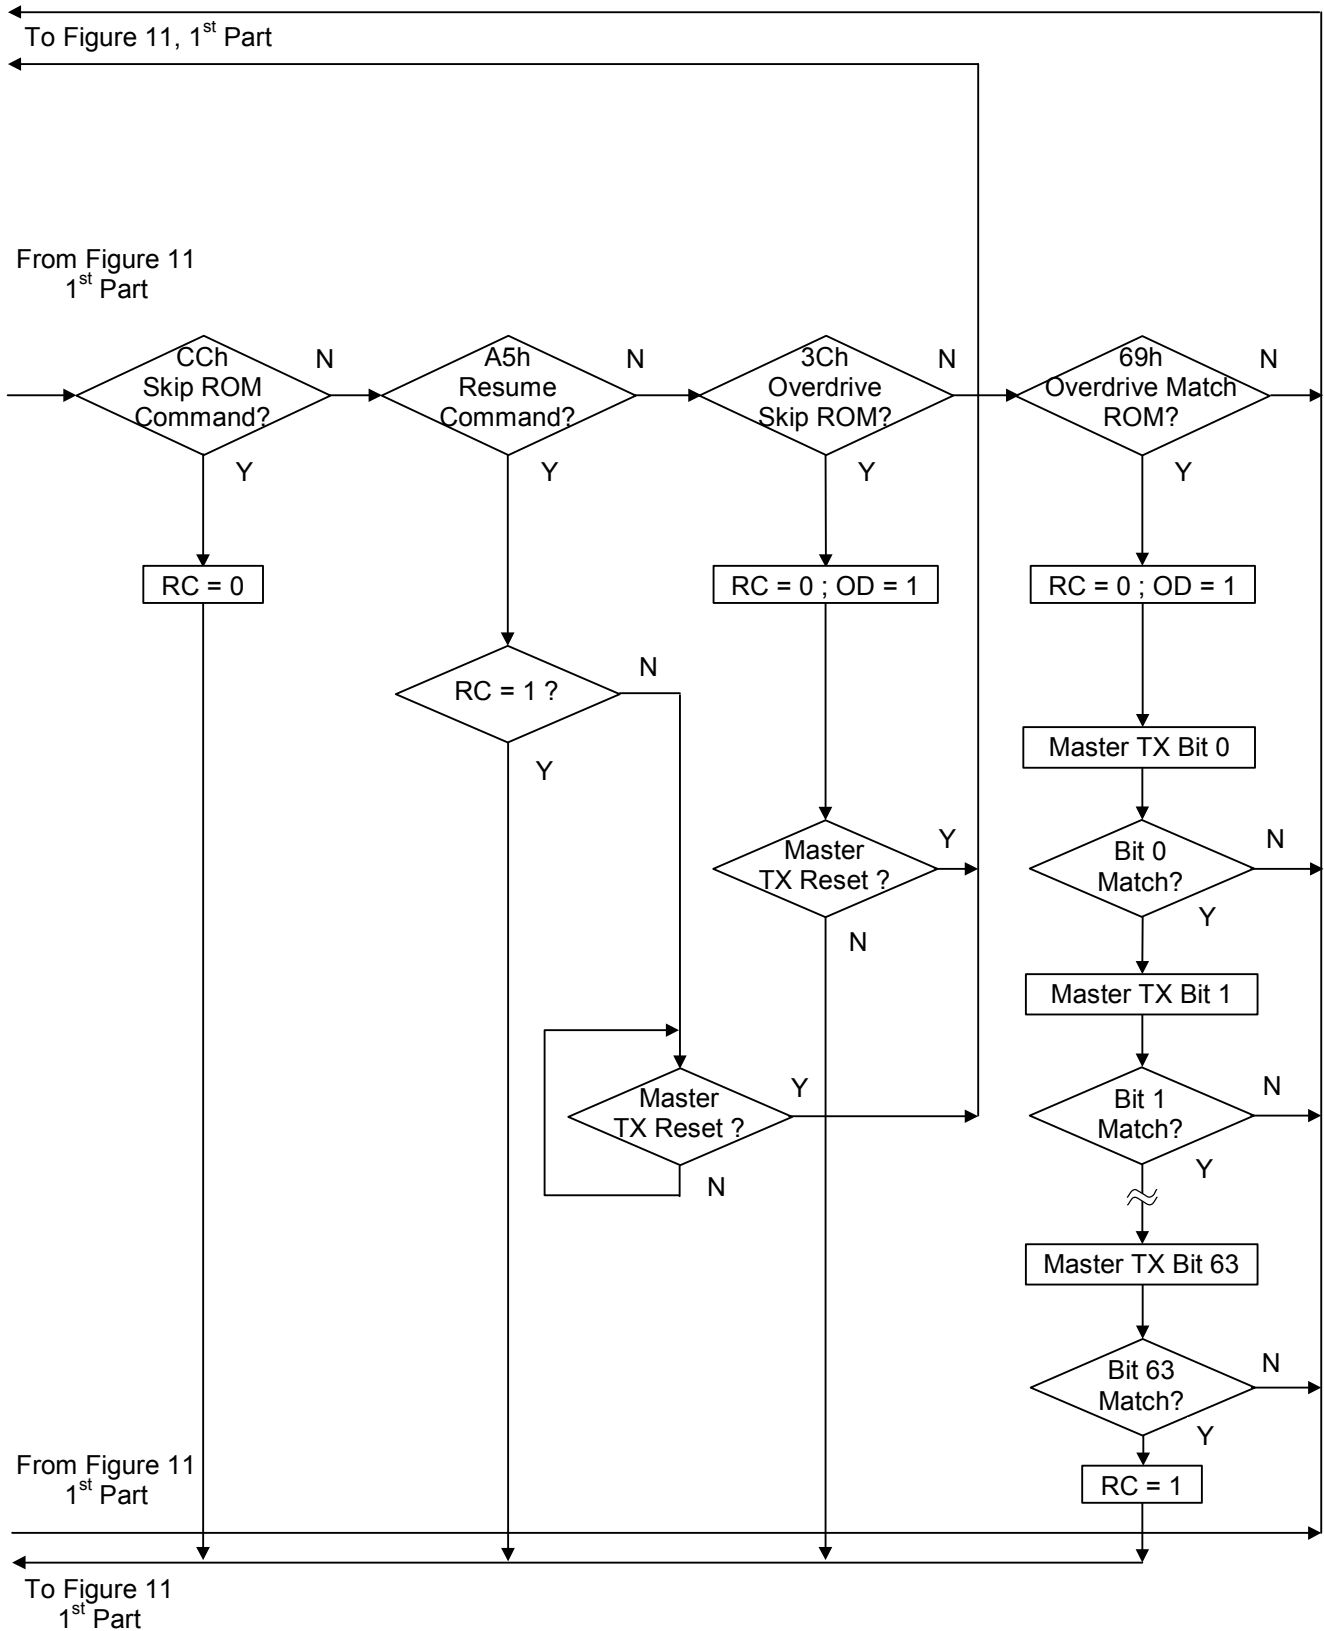 To Figure 11, 1st Part
From Figure 11
1st Part
CCh
Skip ROM
Command?
N
Y
A5h
Resume
Command?
N
Y
3Ch
Overdrive
Skip ROM?
N
Y
69h
Overdrive Match
ROM?
N
Y
RC = 0
RC = 0 ; OD = 1
RC = 0 ; OD = 1
RC = 1 ?
N
Y
Master TX Bit 0
Master
TX Reset ?
Y
N
Bit 0
Match?
N
Y
Master TX Bit 1
Master
TX Reset ?
Y
N
Bit 1
Match?
N
Y
Master TX Bit 63
Bit 63
Match?
N
Y
RC = 1
From Figure 11
1st Part
To Figure 11
1st Part